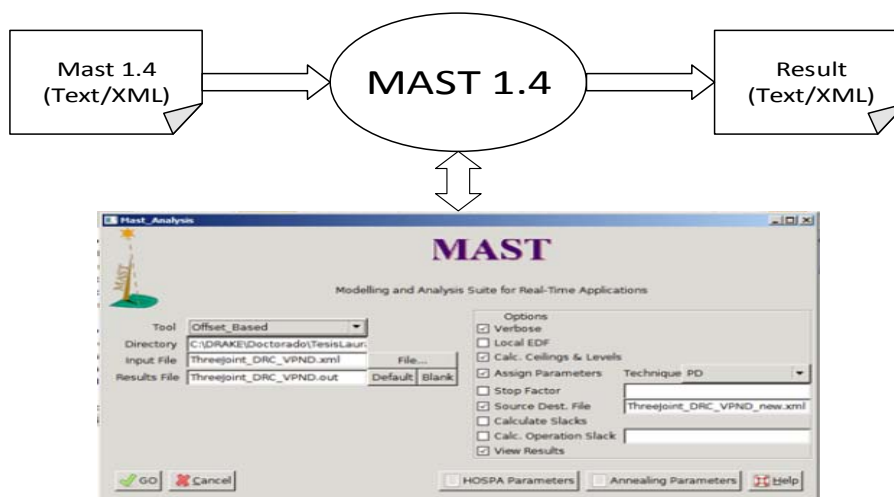 Mast 1.4
(Text/XML)
MAST 1.4
Result
(Text/XML)
Mast_Analysis
MAST
MAST
Modelling and Analysis Suite for Real-Time Applications
Tool Offset_Based
Directory C:\DRAKE\Doctorado\TesisLaur
Input File ThreeJoint_DRC_VPND.xml File...
Results File ThreeJoint_DRC_VPND.out Default Blank
Options
Verbose
Local EDF
Calc. Ceilings & Levels
Assign Parameters Technique PD
Stop Factor
Source Dest. File ThreeJoint_DRC_VPND_new.xml
Calculate Slacks
Calc. Operation Slack
View Results
GO Cancel HOSPA Parameters Annealing Parameters Help